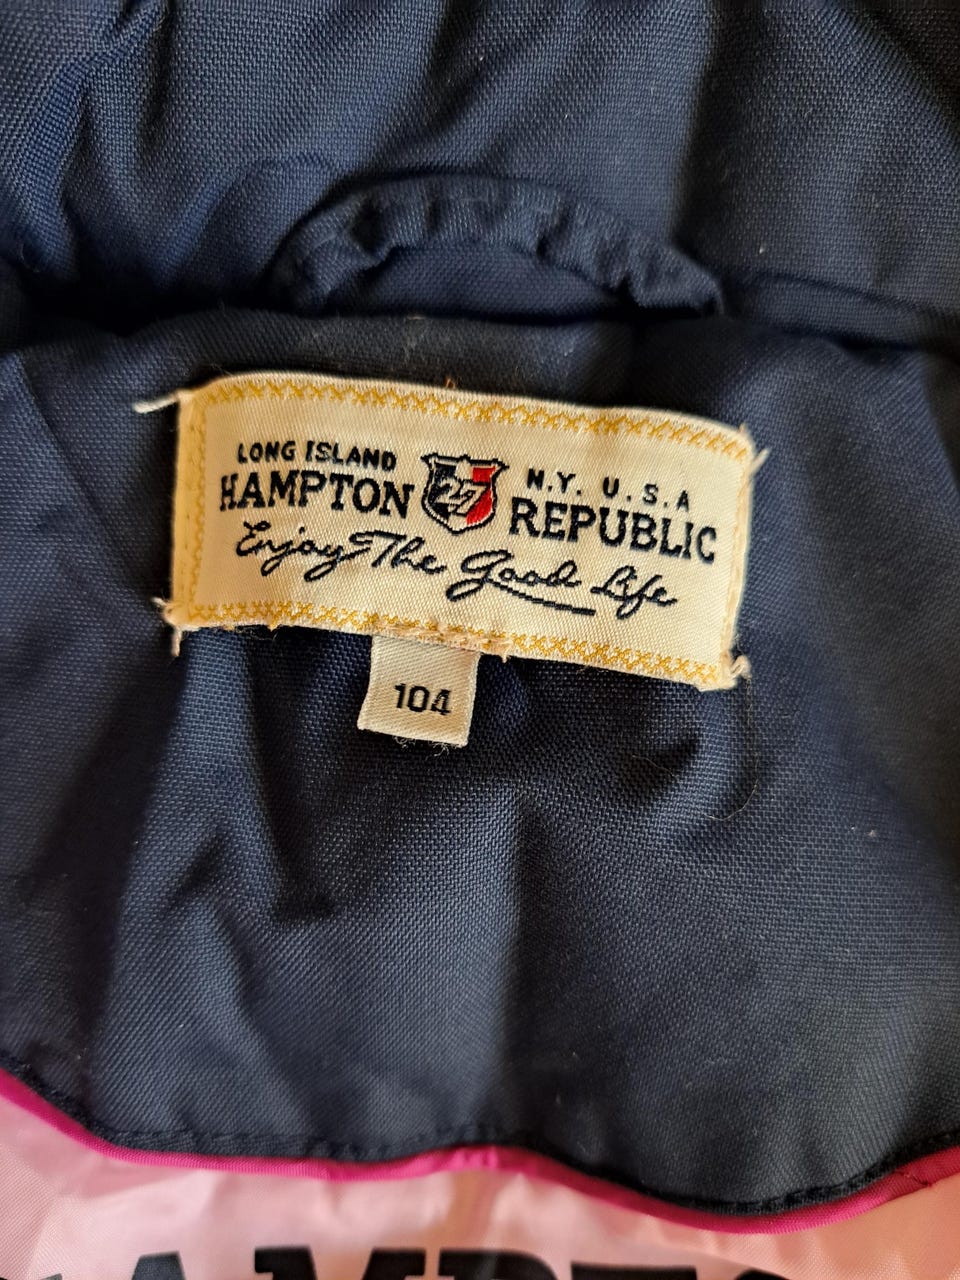 LONG ISLAND N.Y. U.S.A
HAMPTON 27 REPUBLIC
Enjoy The Good Life
104